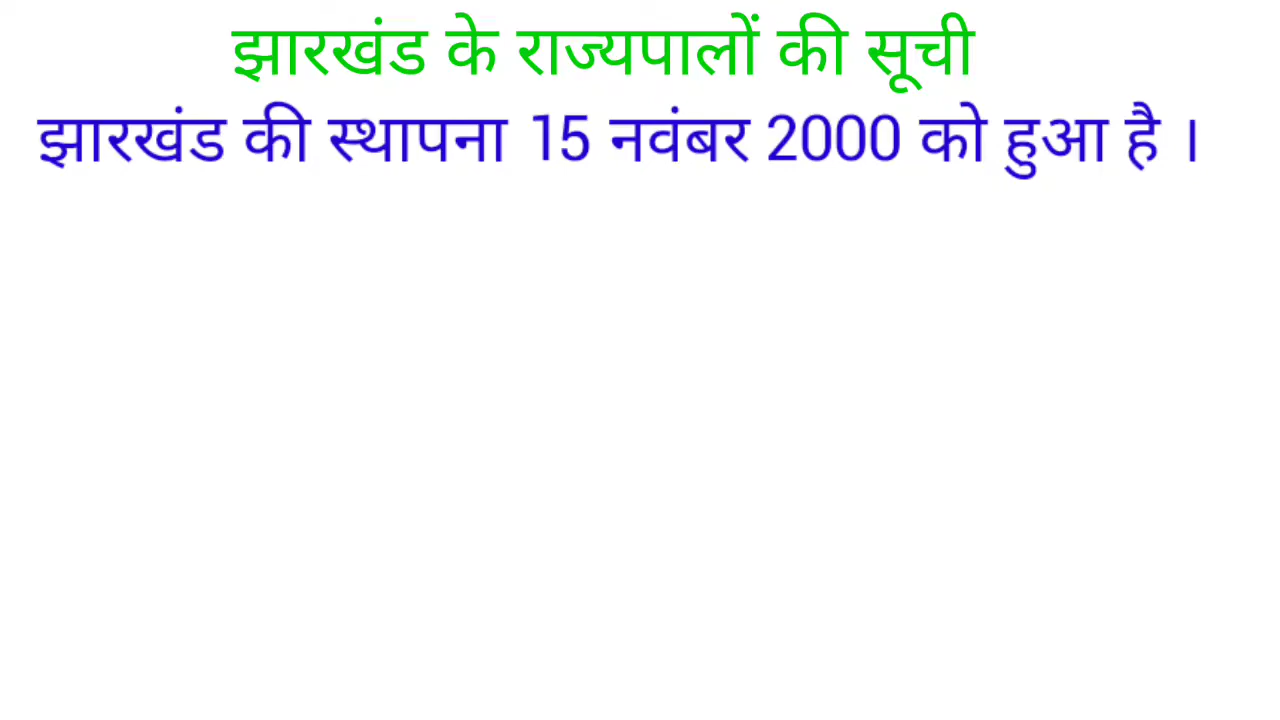 झारखंड के राज्यपालों की सूची
झारखंड की स्थापना 15 नवंबर 2000 को हुआ है ।